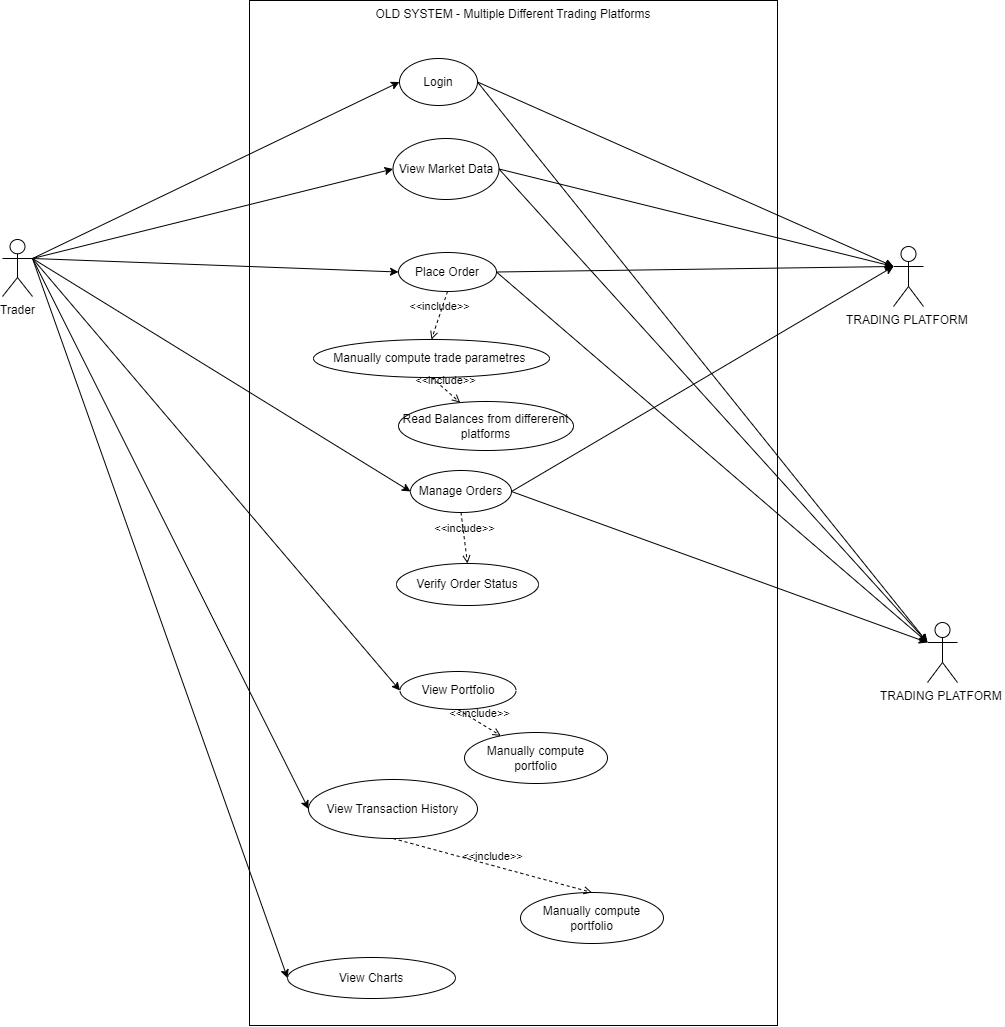 OLD SYSTEM - Multiple Different Trading Platforms
Login
View Market Data
Place Order
Trader
TRADING PLATFORM
<<include>>
Manually compute trade parametres
<<include>>
Read Balances from differerent
platforms
Manage Orders
<<include>>
Verify Order Status
View Portfolio
TRADING PLATFORM
<<include>>
Manually compute
portfolio
View Transaction History
<<include>>
Manually compute
portfolio
View Charts